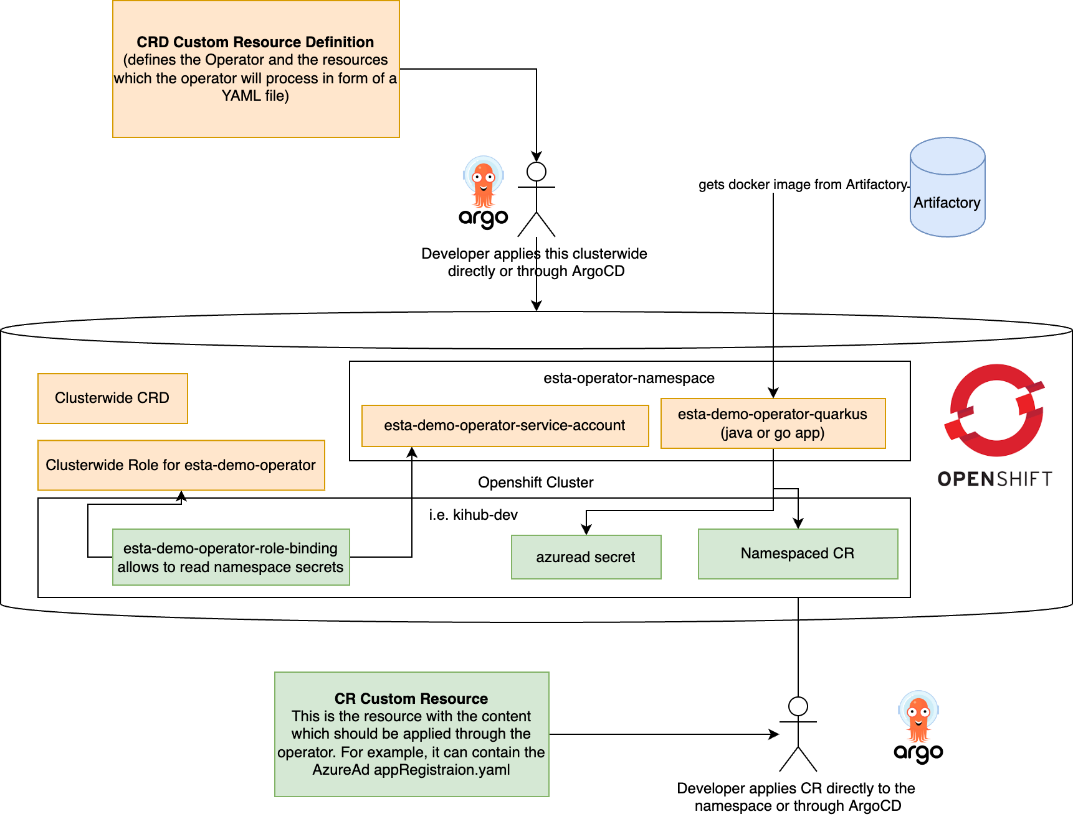 CRD Custom Resource Definition
(defines the Operator and the resources
which the operator will process in form of a
YAML file)
argo
Developer applies this clusterwide
directly or through ArgoCD
gets docker image from Artifactory
Artifactory
esta-operator-namespace
Clusterwide CRD
esta-demo-operator-service-account
esta-demo-operator-quarkus
(java or go app)
Clusterwide Role for esta-demo-operator
OPENSHIFT
Openshift Cluster
i.e. kihub-dev
esta-demo-operator-role-binding
allows to read namespace secrets
azuread secret
Namespaced CR
CR Custom Resource
This is the resource with the content
which should be applied through the
operator. For example, it can contain the
AzureAd appRegistraion.yaml
argo
Developer applies CR directly to the
namespace or through ArgoCD